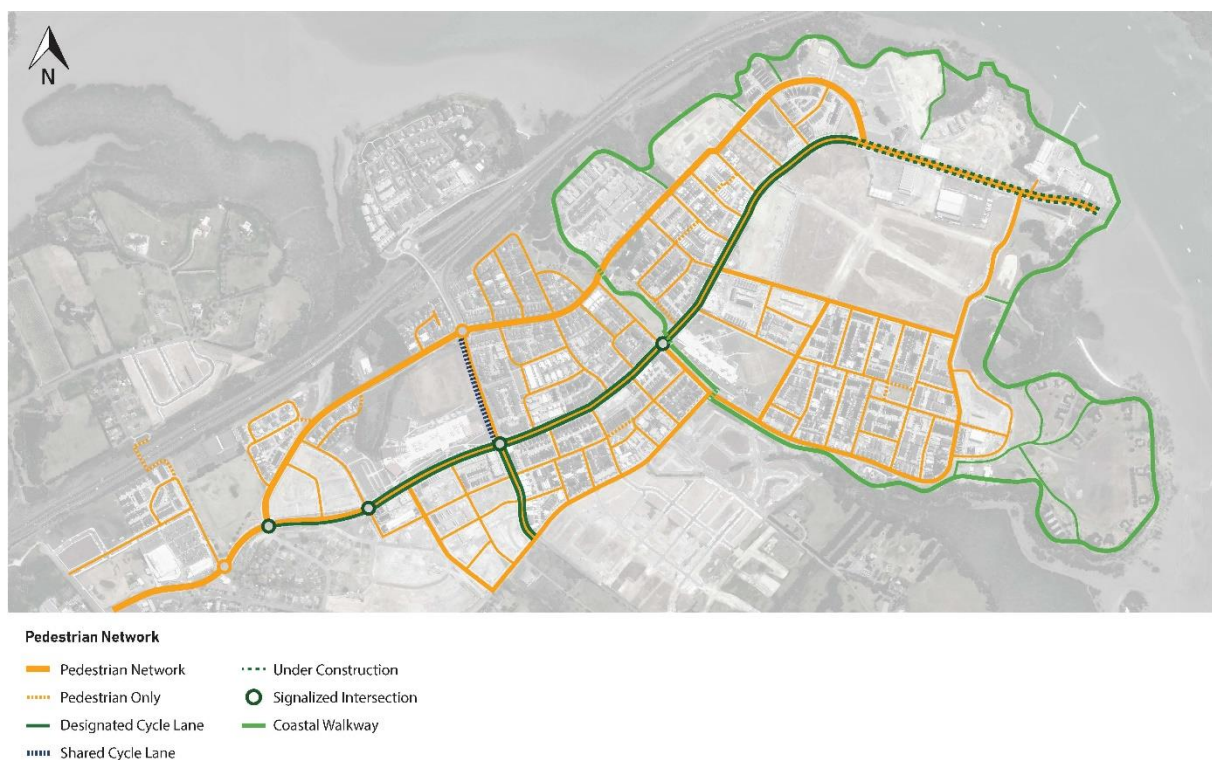 N
Pedestrian Network
Pedestrian Network
Pedestrian Only
Designated Cycle Lane
Shared Cycle Lane
Under Construction
Signalized Intersection
Coastal Walkway